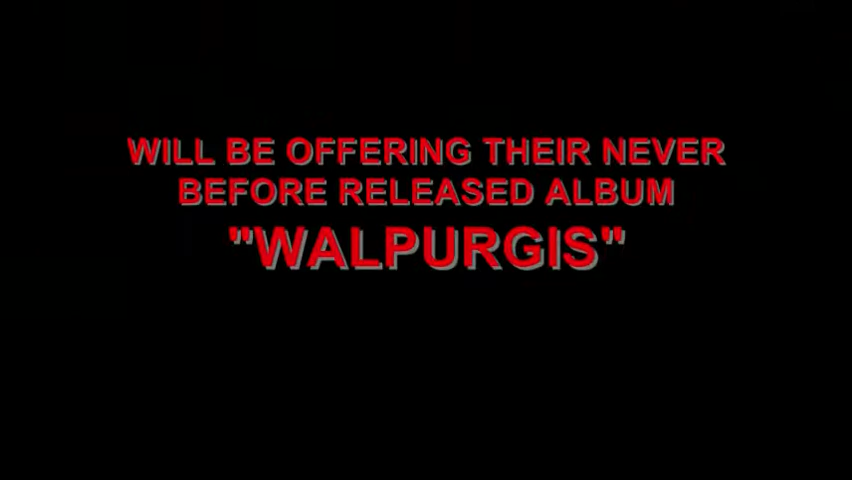 WILL BE OFFERING THEIR NEVER
BEFORE RELEASED ALBUM
"WALPURGIS"